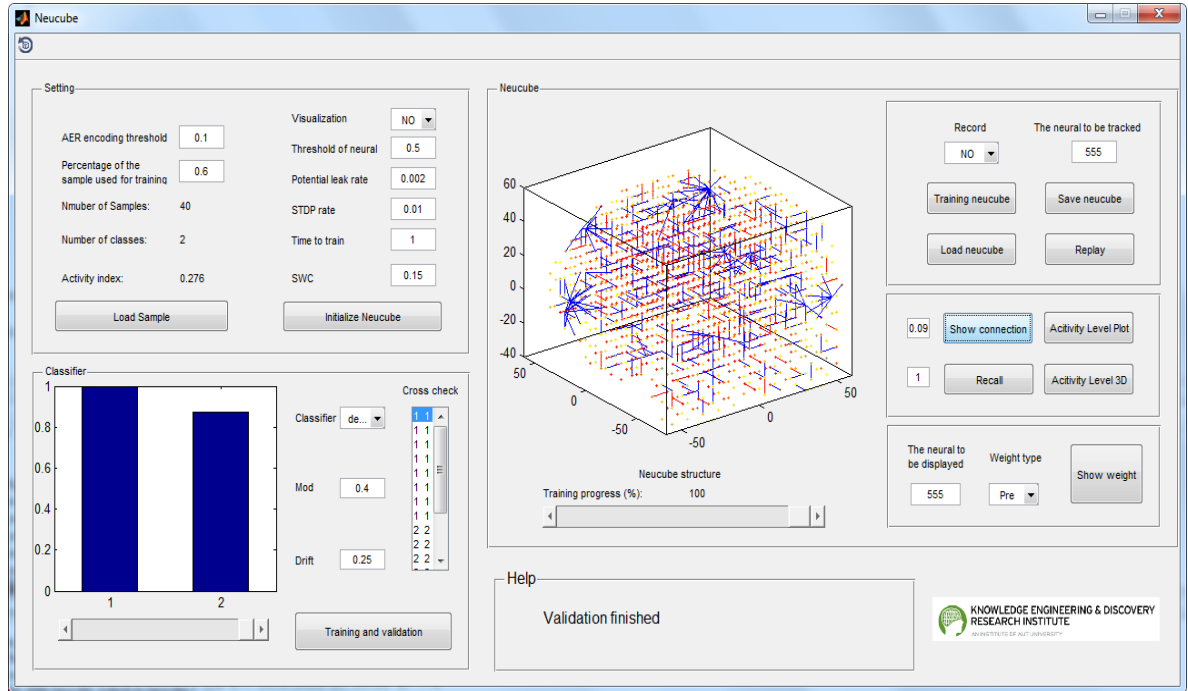 Neucube
Setting
AER encoding threshold 0.1
Percentage of the
sample used for training 0.6
Nmuber of Samples: 40
Number of classes: 2
Activity index: 0.276
Load Sample
Visualization NO
Threshold of neural 0.5
Potential leak rate 0.002
STDP rate 0.01
Time to train 1
SWC 0.15
Initialize Neucube
Classifier
1
0.8
0.6
0.4
0.2
0
1 2
Classifier de...
Mod 0.4
Drift 0.25
Cross check
1 1
1 1
1 1
1 1
1 1
1 1
1 1
1 1
2 2
2 2
2 2
Training and validation
Neucube
60
40
20
0
-20
-40
50
0
-50
-50
0
50
Neucube structure
Training progress (%): 100
Record
NO
The neural to be tracked
555
Training neucube
Save neucube
Load neucube
Replay
0.09
Show connection
Acitivity Level Plot
1
Recall
Acitivity Level 3D
The neural to
be displayed
555
Weight type
Pre
Show weight
Help
Validation finished
KNOWLEDGE ENGINEERING & DISCOVERY
RESEARCH INSTITUTE
AN INSTITUTE OF AUT UNIVERSITY